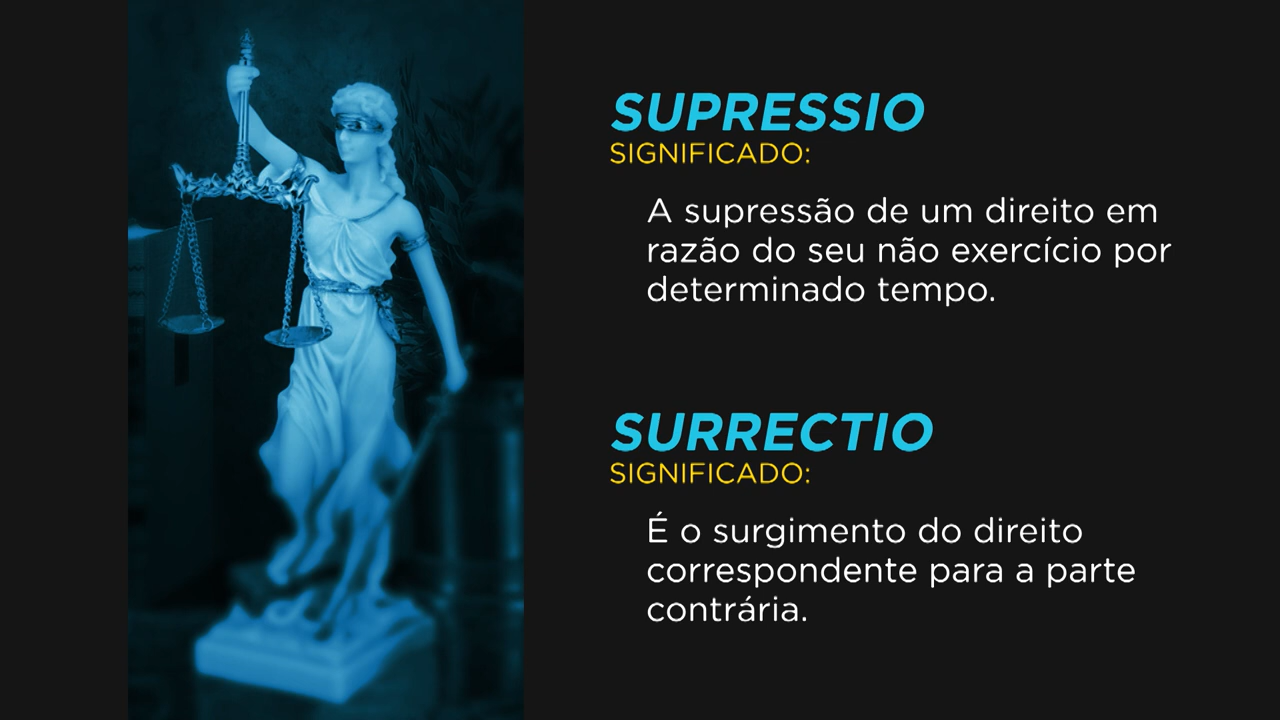 SUPRESSIO
SIGNIFICADO:
A supressão de um direito em
razão do seu não exercício por
determinado tempo.
SURRECTIO
SIGNIFICADO:
É o surgimento do direito
correspondente para a parte
contrária.